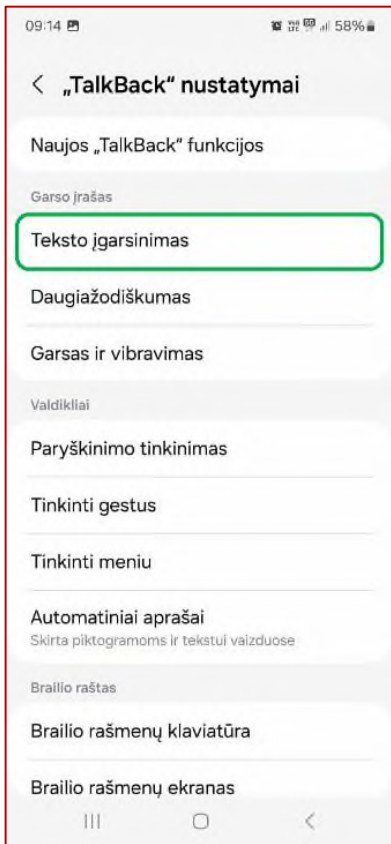 09:14 58%
„TalkBack“ nustatymai
Naujos „TalkBack“ funkcijos
Garso įrašas
Teksto įgarsinimas
Daugiažodiškumas
Garsas ir vibravimas
Valdikliai
Paryškinimo tinkinimas
Tinkinti gestus
Tinkinti meniu
Automatiniai aprašai
Skirta piktogramoms ir tekstui vaizduose
Brailio raštas
Brailio rašmenų klaviatūra
Brailio rašmenų ekranas